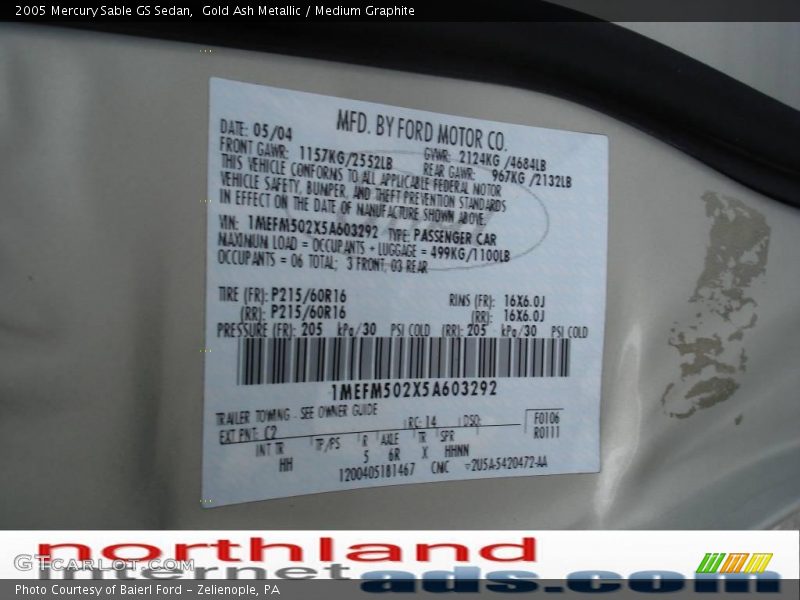 2005 Mercury Sable GS Sedan, Gold Ash Metallic / Medium Graphite
MFD. BY FORD MOTOR CO.
DATE: 05/04 GVWR: 2124KG /4684LB
FRONT GAWR: 1157KG/2552LB REAR GAWR: 967KG /2132LB
THIS VEHICLE CONFORMS TO ALL APPLICABLE FEDERAL MOTOR
VEHICLE SAFETY, BUMPER, AND THEFT PREVENTION STANDARDS
IN EFFECT ON THE DATE OF MANUFACTURE SHOWN ABOVE.
VIN: 1MEFM502X5A603292 TYPE: PASSENGER CAR
MAXIMUM LOAD = OCCUPANTS + LUGGAGE = 499KG/1100LB
OCCUPANTS = 06 TOTAL; 3 FRONT, 03 REAR
TIRE (FR): P215/60R16 RIMS (FR): 16X6.0J
(RR): P215/60R16 (RR): 16X6.0J
PRESSURE (FR): 205 kPa/30 PSI COLD (RR): 205 kPa/30 PSI COLD
1MEFM502X5A603292
TRAILER TOWING - SEE OWNER GUIDE
EXT PNT: C2 RC: 14 DSO: F0106
R0111
INT TR TP/PS R AXLE TR SPR
HH 5 6R X HHNN
1200405181467 CNC 2U5A-5420472-AA
northland
internet
ads.com
GTCarLot.com
Photo Courtesy of Baierl Ford - Zelienople, PA